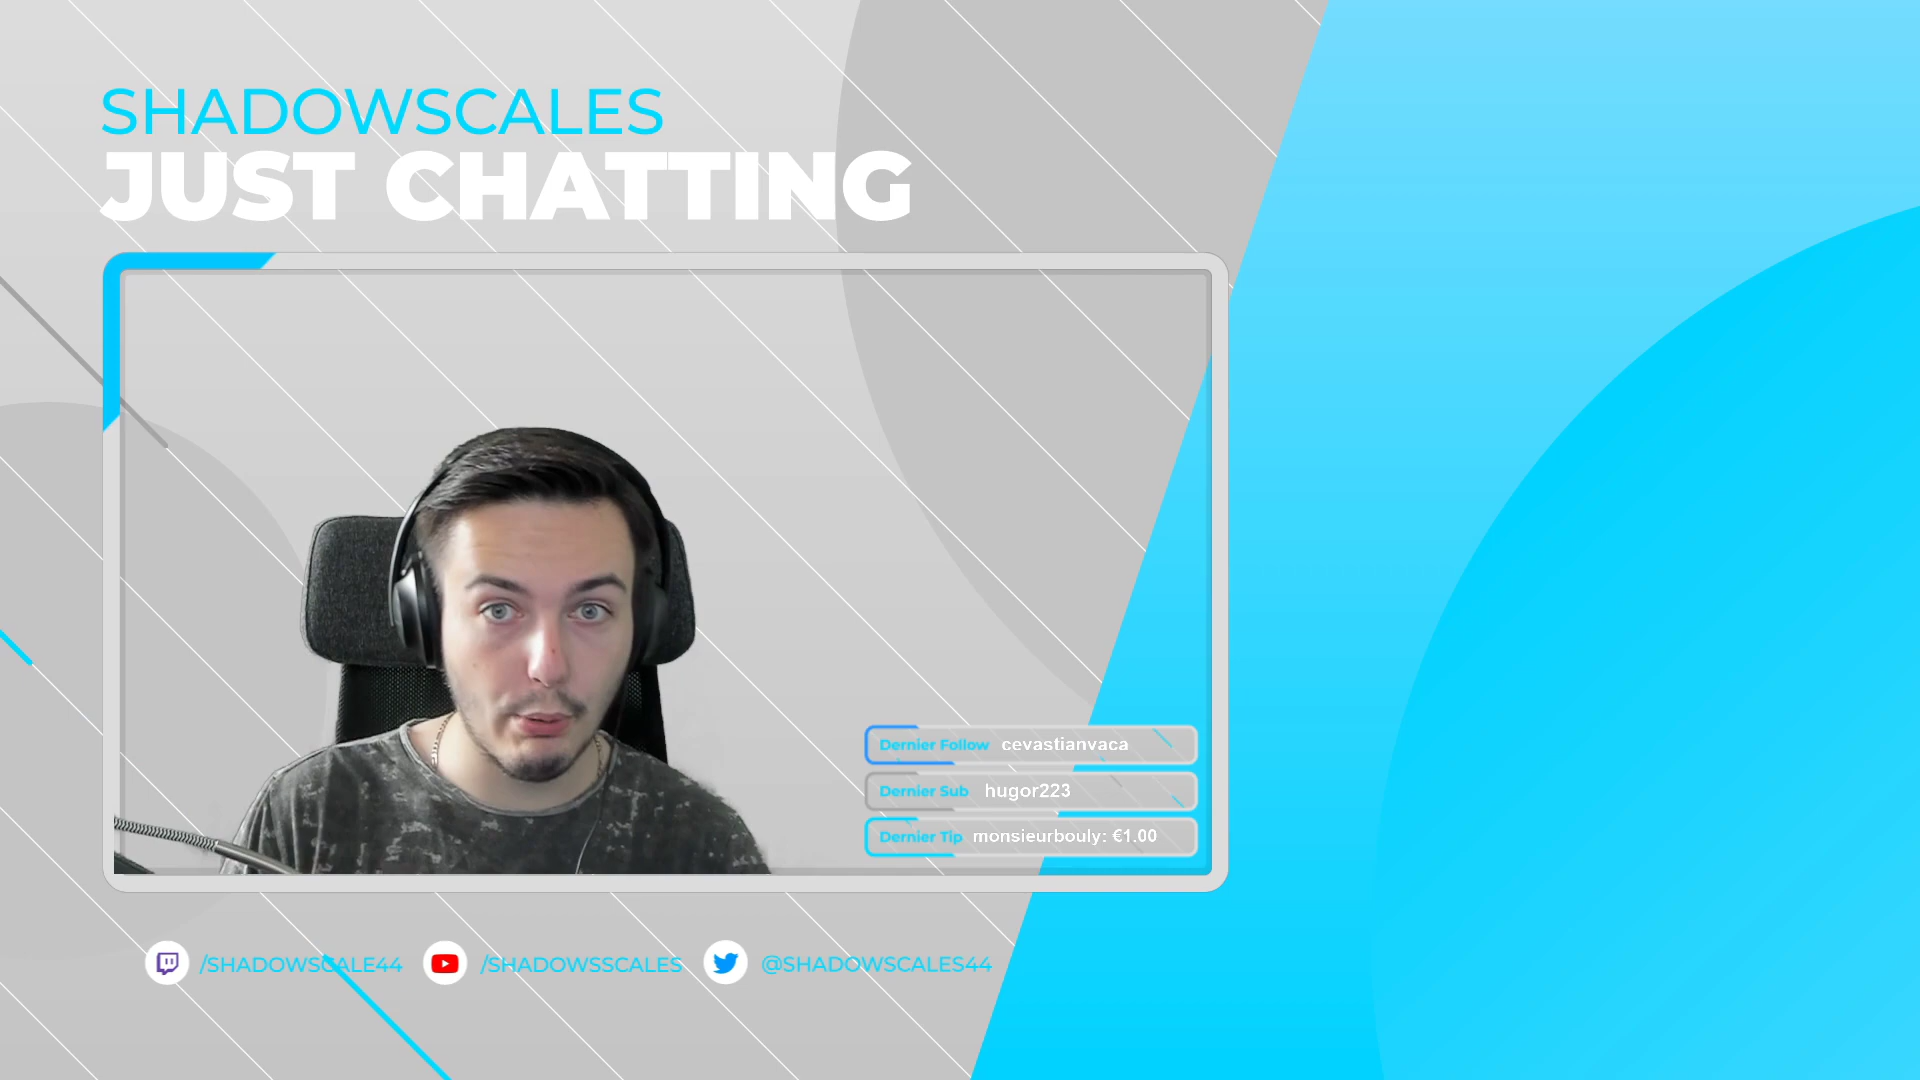 SHADOWSCALES
JUST CHATTING
Dernier Follow cevastianvaca
Dernier Sub hugor223
Dernier Tip monsieurbouly: €1.00
/SHADOWSCALE44 /SHADOWSSCALES @SHADOWSCALES44